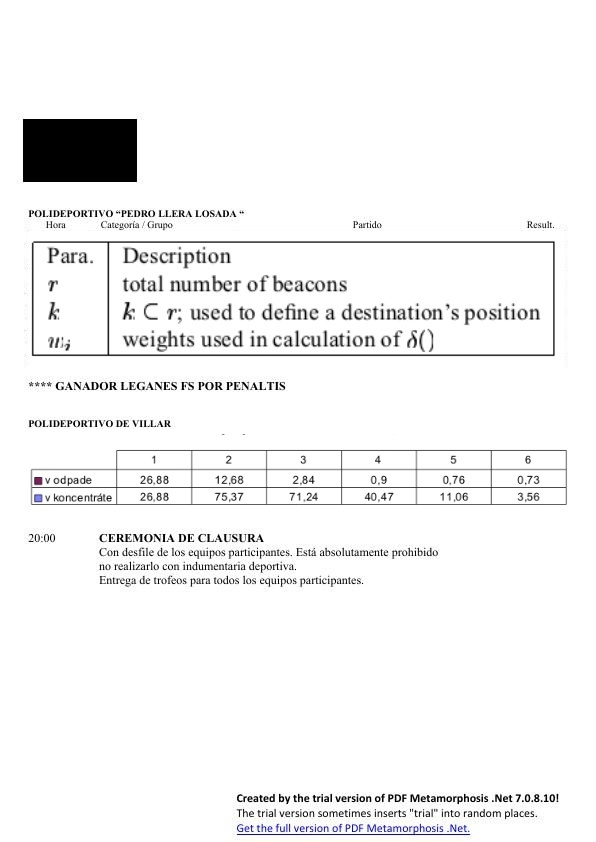 POLIDEPORTIVO “PEDRO LLERA LOSADA “
Hora Categoría / Grupo Partido Result.
Para. Description
r total number of beacons
k k ⊂ r; used to define a destination's position
w_i weights used in calculation of δ()
**** GANADOR LEGANES FS POR PENALTIS
POLIDEPORTIVO DE VILLAR
1 2 3 4 5 6
v odpade 26,88 12,68 2,84 0,9 0,76 0,73
v koncentráte 26,88 75,37 71,24 40,47 11,06 3,56
20:00 CEREMONIA DE CLAUSURA
Con desfile de los equipos participantes. Está absolutamente prohibido
no realizarlo con indumentaria deportiva.
Entrega de trofeos para todos los equipos participantes.
Created by the trial version of PDF Metamorphosis .Net 7.0.8.10!
The trial version sometimes inserts "trial" into random places.
Get the full version of PDF Metamorphosis .Net.